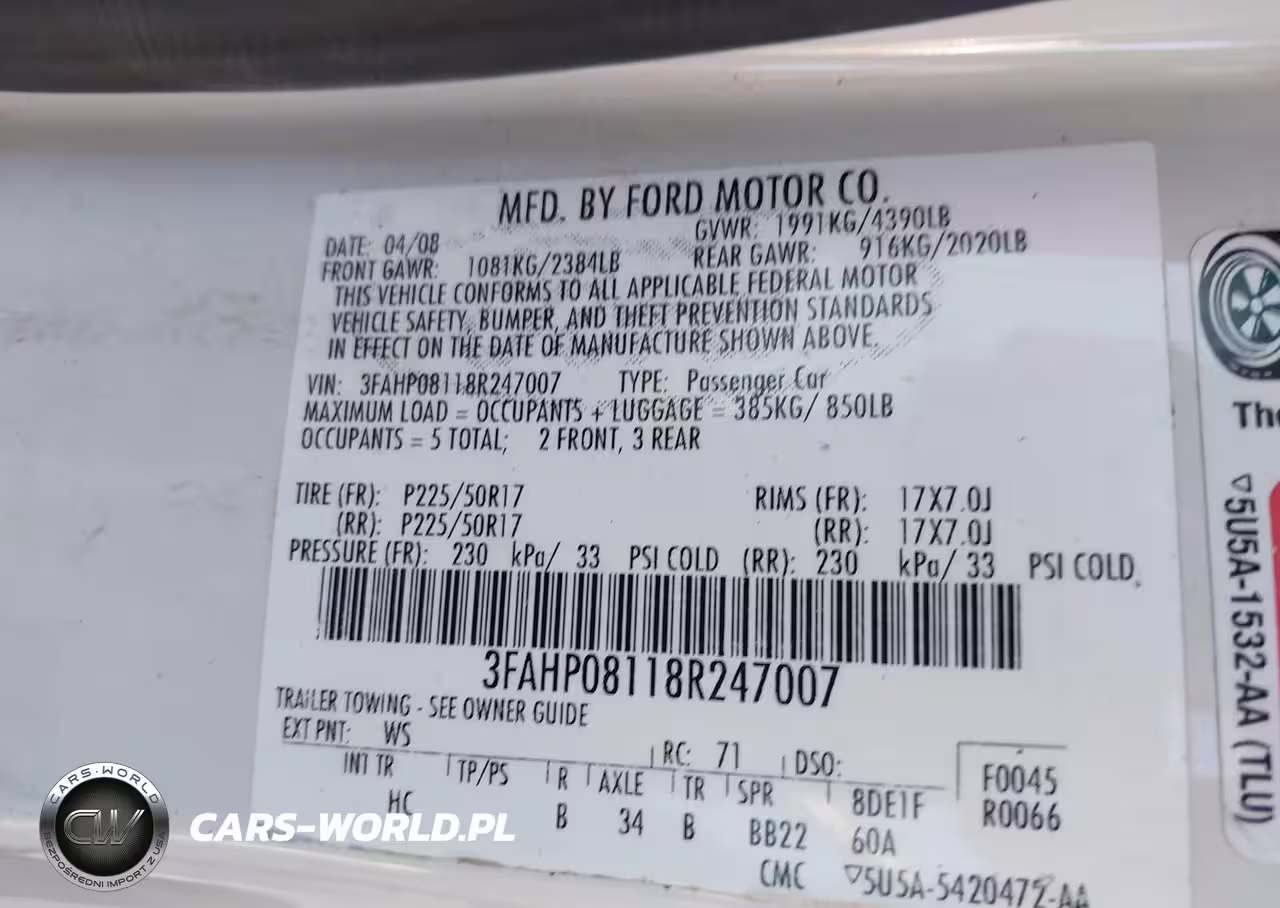 MFD. BY FORD MOTOR CO.
DATE: 04/08 GVWR: 1991KG/4390LB
FRONT GAWR: 1081KG/2384LB REAR GAWR: 916KG/2020LB
THIS VEHICLE CONFORMS TO ALL APPLICABLE FEDERAL MOTOR
VEHICLE SAFETY, BUMPER, AND THEFT PREVENTION STANDARDS
IN EFFECT ON THE DATE OF MANUFACTURE SHOWN ABOVE.
VIN: 3FAHP08118R247007 TYPE: Passenger Car
MAXIMUM LOAD = OCCUPANTS + LUGGAGE = 385KG/ 850LB
OCCUPANTS = 5 TOTAL; 2 FRONT, 3 REAR
TIRE (FR): P225/50R17 RIMS (FR): 17X7.0J
(RR): P225/50R17 (RR): 17X7.0J
PRESSURE (FR): 230 kPa/ 33 PSI COLD (RR): 230 kPa/ 33 PSI COLD
3FAHP08118R247007
TRAILER TOWING - SEE OWNER GUIDE
EXT PNT: WS RC: 71 DSO: F0045
INT TR TP/PS R AXLE TR SPR 8DE1F R0066
HC B 34 B BB22 60A
CMC ▽5U5A-5420472-AA
The
▽5U5A-1532-AA (TLU)
CARS-WORLD
CW
BEZPOŚREDNI IMPORT Z USA
CARS-WORLD.PL